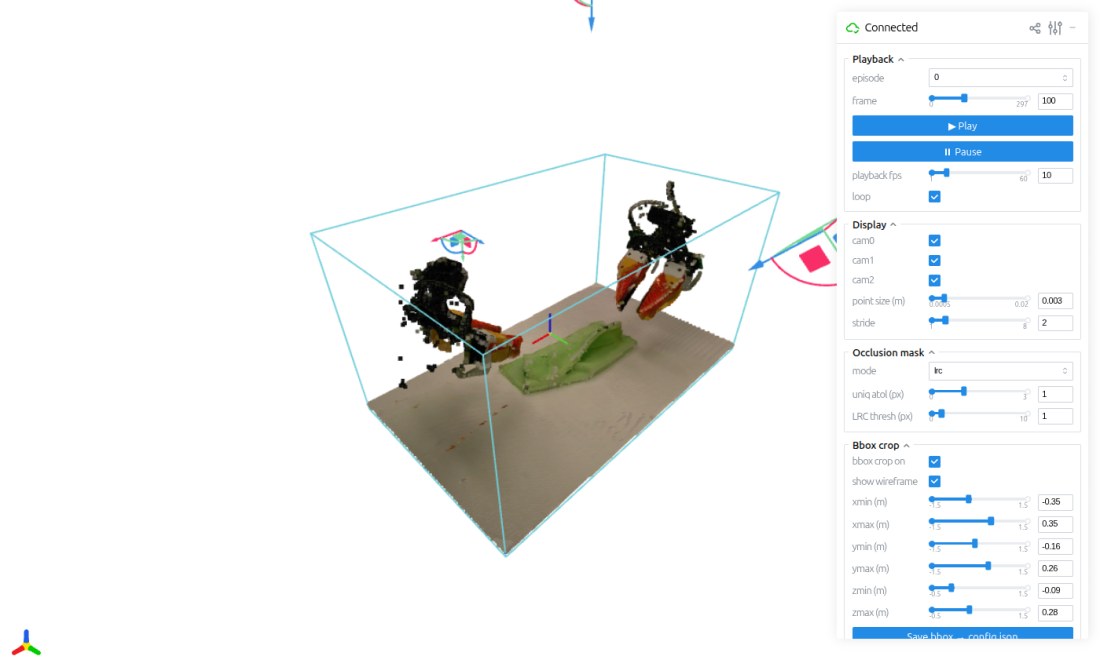 Connected
Playback
episode 0
frame 0 297 100
▶ Play
⏸ Pause
playback fps 1 60 10
loop
Display
cam0
cam1
cam2
point size (m) 0.0005 0.02 0.003
stride 1 8 2
Occlusion mask
mode lrc
uniq atol (px) 0 3 1
LRC thresh (px) 0 10 1
Bbox crop
bbox crop on
show wireframe
xmin (m) -1.5 1.5 -0.35
xmax (m) -1.5 1.5 0.35
ymin (m) -1.5 1.5 -0.16
ymax (m) -1.5 1.5 0.26
zmin (m) -0.5 1.5 -0.09
zmax (m) -0.5 1.5 0.28
Save bbox → config.json